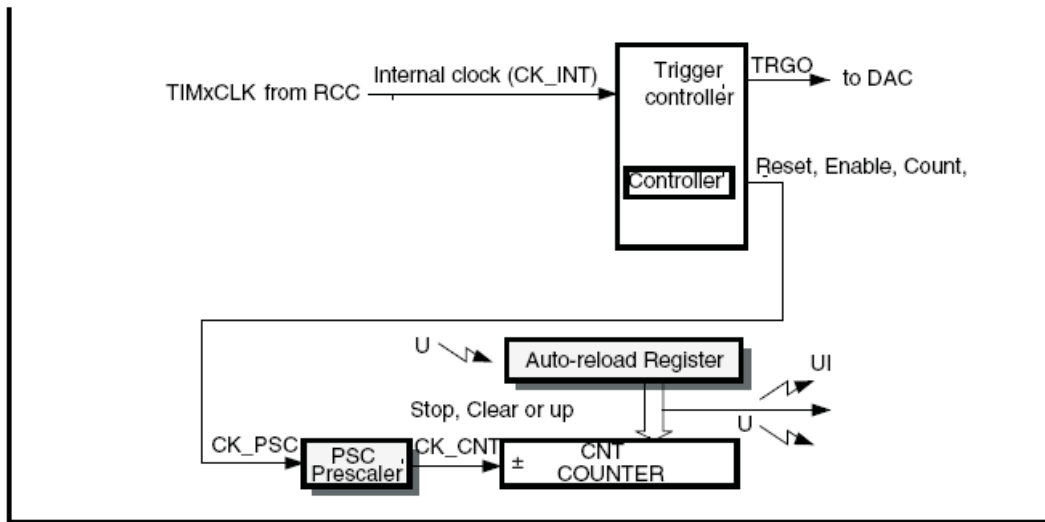 Internal clock (CK_INT)
TIMxCLK from RCC
Trigger
controller
TRGO
to DAC
Controller
Reset, Enable, Count,
U
Auto-reload Register
UI
Stop, Clear or up
U
CK_PSC
PSC
Prescaler
CK_CNT
±
CNT
COUNTER